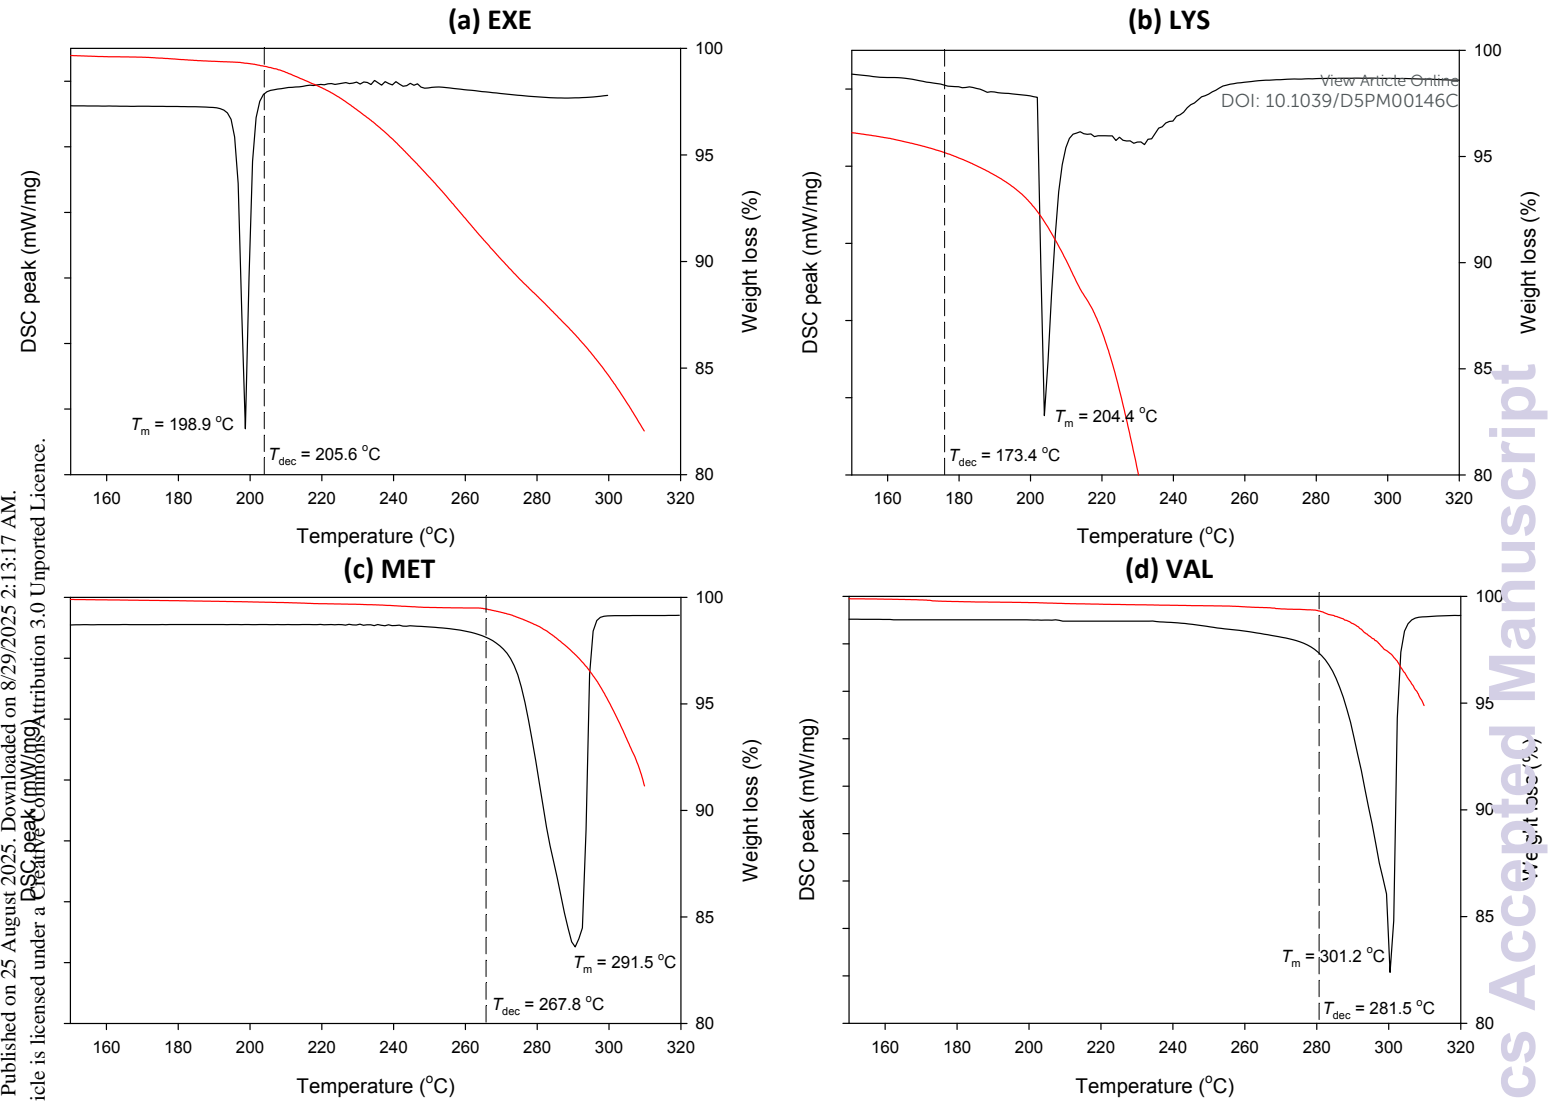 (a) EXE
100
95
90
85
80
DSC peak (mW/mg)
Weight loss (%)
Tm = 198.9 °C
Tdec = 205.6 °C
160 180 200 220 240 260 280 300 320
Temperature (°C)
(b) LYS
View Article Online
DOI: 10.1039/D5PM00146C
100
95
90
85
80
DSC peak (mW/mg)
Weight loss (%)
Tm = 204.4 °C
Tdec = 173.4 °C
160 180 200 220 240 260 280 300 320
Temperature (°C)
(c) MET
100
95
90
85
80
DSC peak (mW/mg)
Weight loss (%)
Tm = 291.5 °C
Tdec = 267.8 °C
160 180 200 220 240 260 280 300 320
Temperature (°C)
(d) VAL
100
95
90
85
80
DSC peak (mW/mg)
Weight loss (%)
Tm = 301.2 °C
Tdec = 281.5 °C
160 180 200 220 240 260 280 300 320
Temperature (°C)
Published on 25 August 2025. Downloaded on 8/29/2025 2:13:17 AM.
icle is licensed under a Creative Commons Attribution 3.0 Unported Licence.
cs Accepted Manuscript